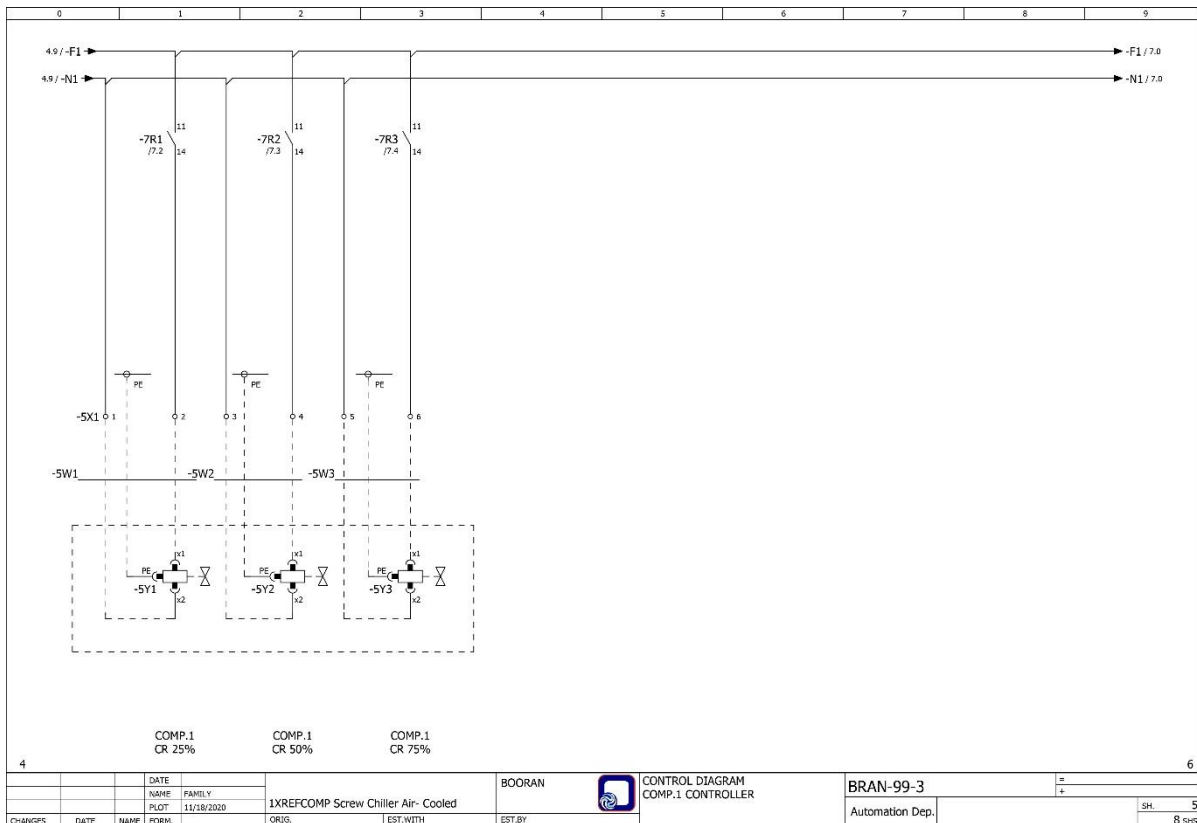 0 1 2 3 4 5 6 7 8 9
4.9 / -F1 -F1 / 7.0
4.9 / -N1 -N1 / 7.0
11 11 11
-7R1 -7R2 -7R3
/7.2 14 /7.3 14 /7.4 14
PE PE PE
-5X1 1 2 3 4 5 6
-5W1 -5W2 -5W3
x1 x1 x1
PE PE PE
-5Y1 -5Y2 -5Y3
x2 x2 x2
COMP.1 COMP.1 COMP.1
CR 25% CR 50% CR 75%
4 6
DATE
NAME FAMILY
PLOT 11/18/2020
CHANGES DATE NAME FORM.
1XREFCOMP Screw Chiller Air- Cooled
ORIG. EST.WITH EST.BY
BOORAN
CONTROL DIAGRAM
COMP.1 CONTROLLER
BRAN-99-3
Automation Dep.
=
+
SH. 5
8 SHS